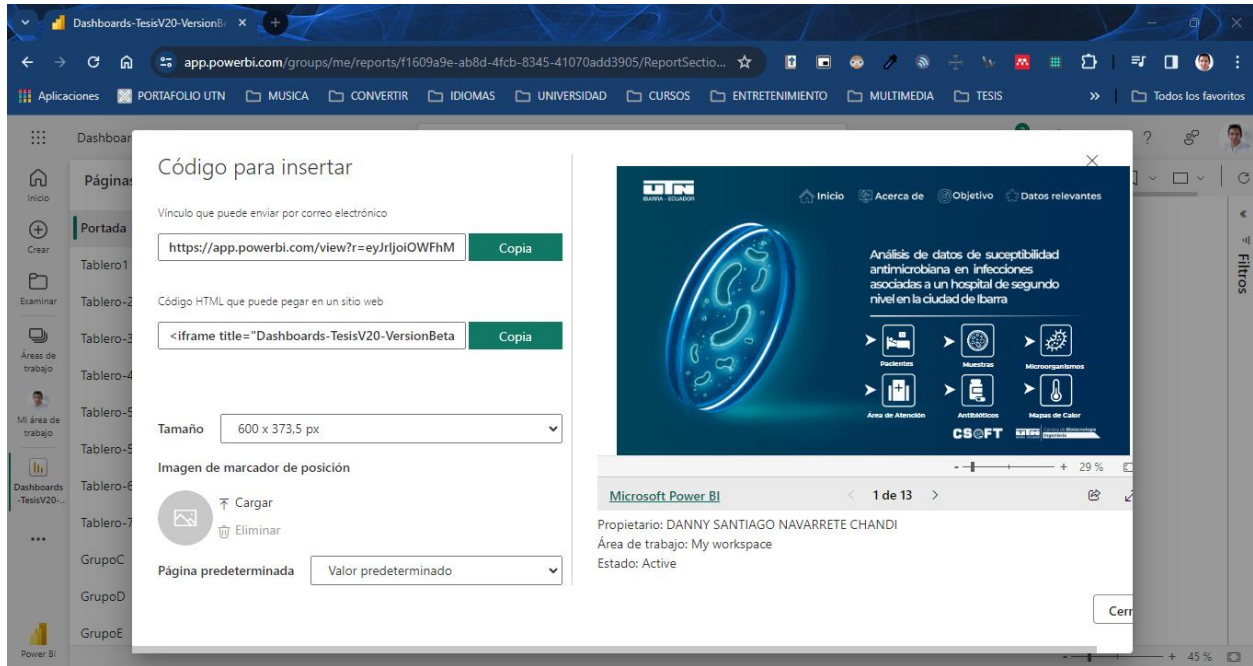 Dashboards-TesisV20-VersionBe
app.powerbi.com/groups/me/reports/f1609a9e-ab8d-4fcb-8345-41070add3905/ReportSectio...
Aplicaciones PORTAFOLIO UTN MUSICA CONVERTIR IDIOMAS UNIVERSIDAD CURSOS ENTRETENIMIENTO MULTIMEDIA TESIS » Todos los favoritos
Dashboar
Inicio
Crear
Examinar
Áreas de
trabajo
Mi área de
trabajo
Dashboards
-TesisV20-..
Power BI
Páginas
Portada
Tablero1
Tablero-2
Tablero-3
Tablero-4
Tablero-5
Tablero-5
Tablero-6
Tablero-7
GrupoC
GrupoD
GrupoE
Código para insertar
Vínculo que puede enviar por correo electrónico
https://app.powerbi.com/view?r=eyJrIjoiOWFhM Copia
Código HTML que puede pegar en un sitio web
<iframe title="Dashboards-TesisV20-VersionBeta Copia
Tamaño 600 x 373,5 px
Imagen de marcador de posición
Cargar
Eliminar
Página predeterminada Valor predeterminado
UTN
IBARRA - ECUADOR
Inicio Acerca de Objetivo Datos relevantes
Análisis de datos de suceptibilidad
antimicrobiana en infecciones
asociadas a un hospital de segundo
nivel en la ciudad de Ibarra
Pacientes Muestras Microorganismos
Área de Atención Antibióticos Mapas de Calor
CSOFT UTN
- + 29 %
Microsoft Power BI 1 de 13
Propietario: DANNY SANTIAGO NAVARRETE CHANDI
Área de trabajo: My workspace
Estado: Active
Cerr
Filtros
- + 45 %